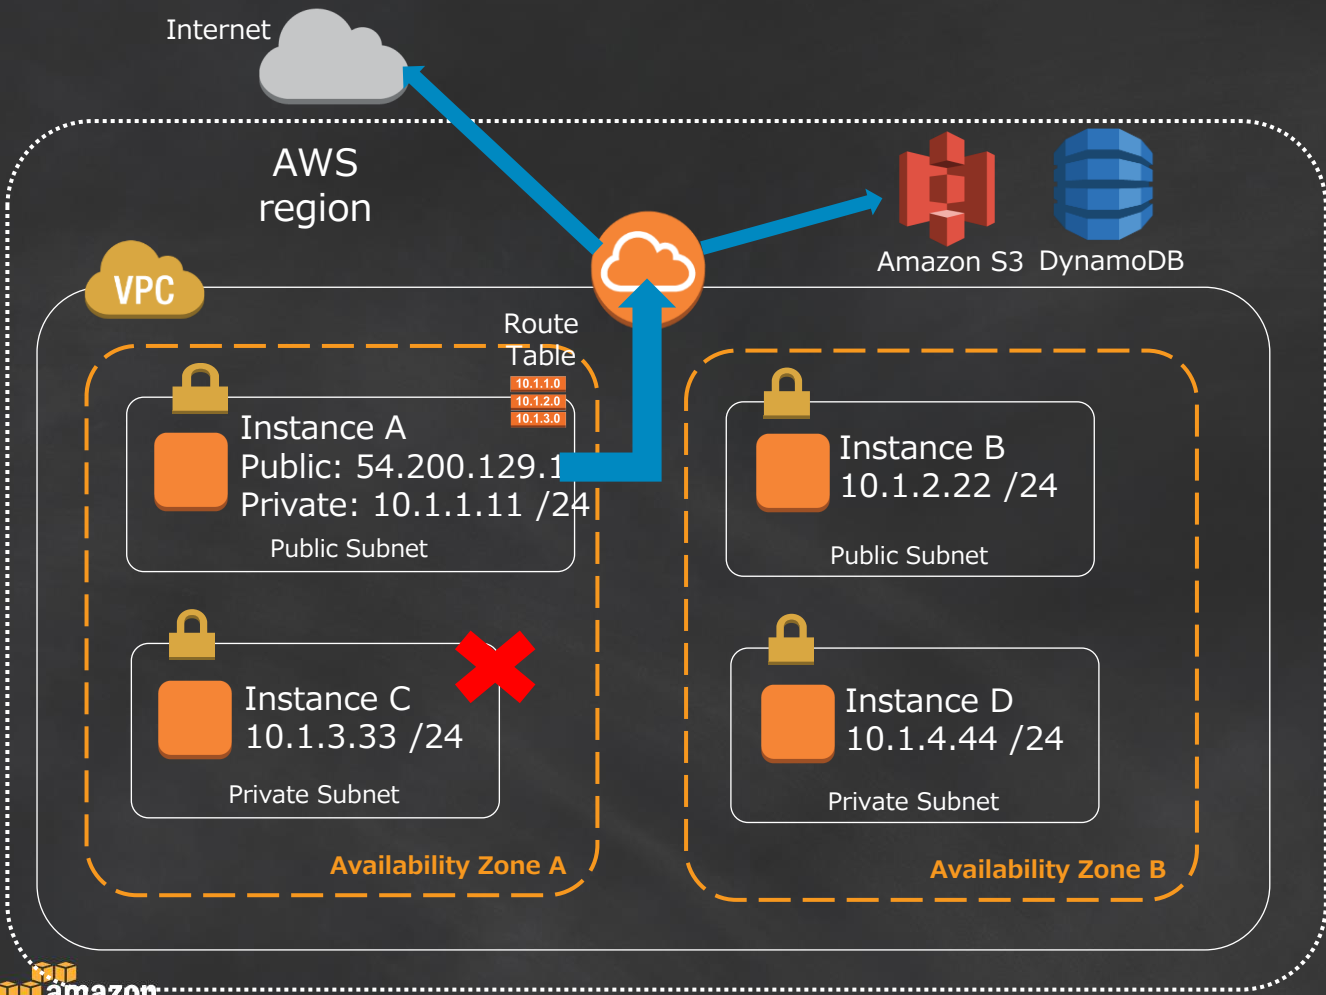 Internet
AWS
region
Amazon S3
DynamoDB
VPC
Route
Table
10.1.1.0
10.1.2.0
10.1.3.0
Instance A
Public: 54.200.129.1
Private: 10.1.1.11 /24
Public Subnet
Instance B
10.1.2.22 /24
Public Subnet
Instance C
10.1.3.33 /24
Private Subnet
Instance D
10.1.4.44 /24
Private Subnet
Availability Zone A
Availability Zone B
amazon